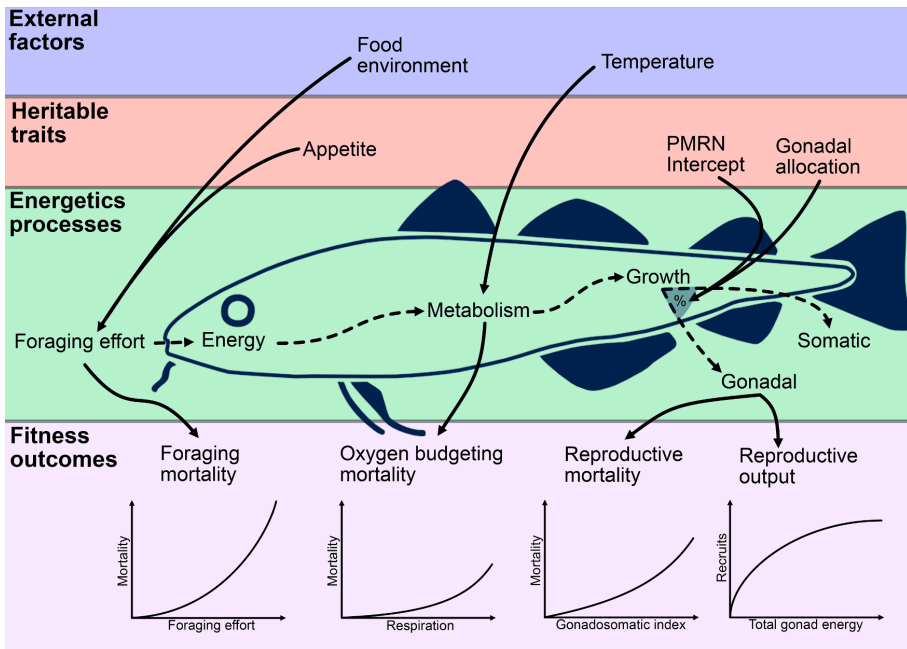 External
factors
Food
environment
Temperature
Heritable
traits
Appetite
PMRN
Intercept
Gonadal
allocation
Energetics
processes
Growth
%
Metabolism
Foraging effort
Energy
Somatic
Gonadal
Fitness
outcomes
Foraging
mortality
Oxygen budgeting
mortality
Reproductive
mortality
Reproductive
output
Mortality
Foraging effort
Mortality
Respiration
Mortality
Gonadosomatic index
Recruits
Total gonad energy